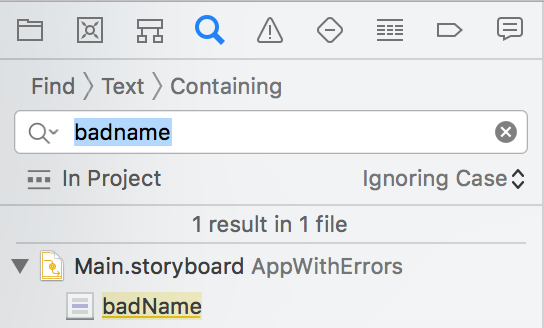 Find 〉 Text 〉 Containing
badname
In Project Ignoring Case
1 result in 1 file
Main.storyboard AppWithErrors
badName